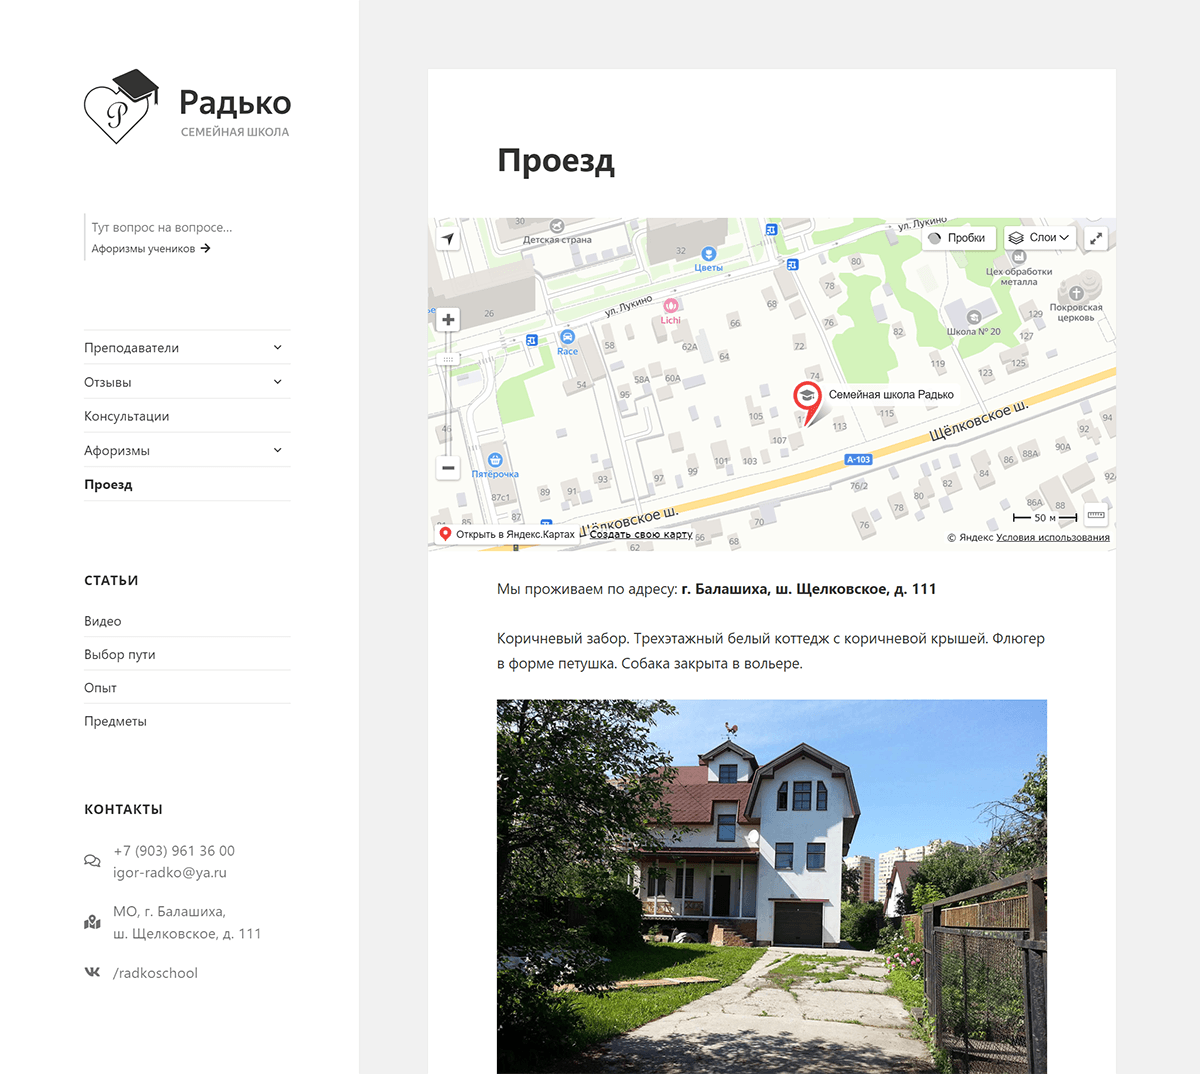 Р
Радько
СЕМЕЙНАЯ ШКОЛА
Тут вопрос на вопросе...
Афоризмы учеников
Преподаватели
Отзывы
Консультации
Афоризмы
Проезд
СТАТЬИ
Видео
Выбор пути
Опыт
Предметы
КОНТАКТЫ
+7 (903) 961 36 00
igor-radko@ya.ru
МО, г. Балашиха,
ш. Щелковское, д. 111
/radkoschool
Проезд
30
Детская страна
32
Цветы
ул. Лукино
Пробки
Слои
80
78
Цех обработки
металла
Покровская
церковь
26
ул. Лукино
Lichi
68
66
76
82
Школа № 20
130
127
Race
58
62А
64
72
119
125
123
54
58А
60А
74
95
Семейная школа Радько
113
115
107
Щёлковское ш.
92
94
46
Пятёрочка
101
103
А-103
99
97
93
91
89
87с1
87
85
76/2
78
80
82
84
86
88А
90А
92
86А
88
70
66
68
Щёлковское ш.
50 м
Открыть в Яндекс.Картах
Создать свою карту
© Яндекс Условия использования
Мы проживаем по адресу: г. Балашиха, ш. Щелковское, д. 111
Коричневый забор. Трехэтажный белый коттедж с коричневой крышей. Флюгер
в форме петушка. Собака закрыта в вольере.